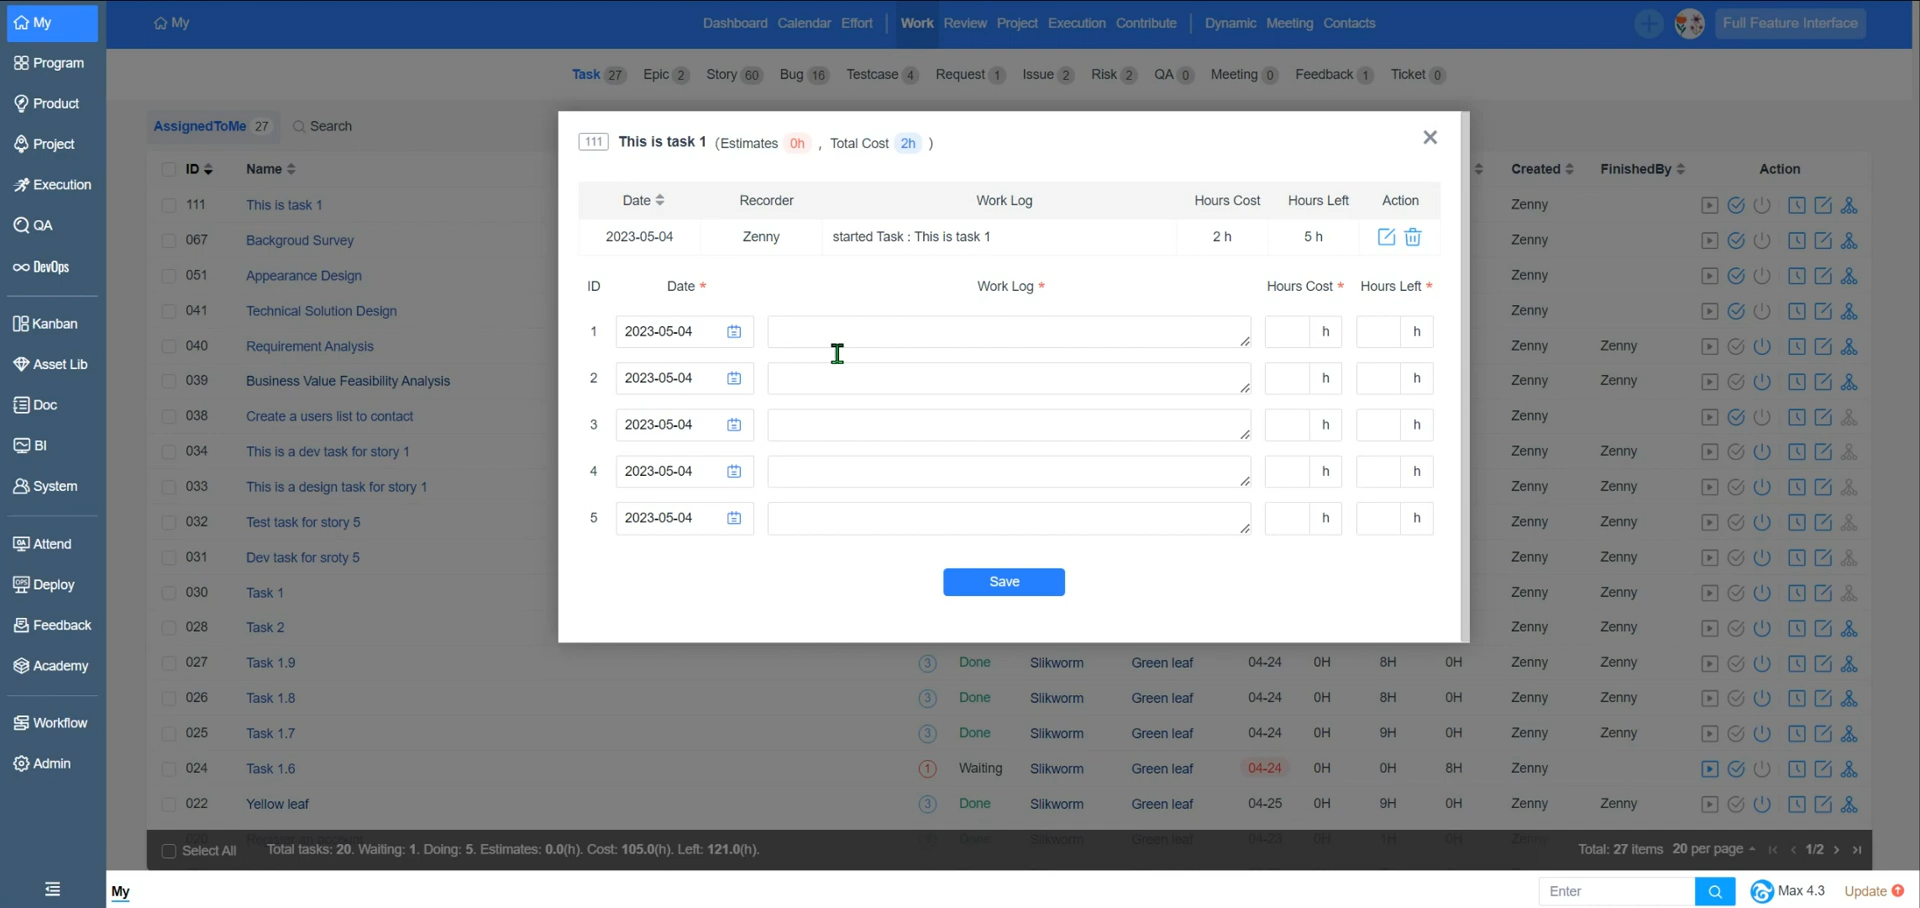 My
Program
Product
Project
Execution
QA
DevOps
Kanban
Asset Lib
Doc
BI
System
Attend
Deploy
Feedback
Academy
Workflow
Admin
My Dashboard Calendar Effort Work Review Project Execution Contribute Dynamic Meeting Contacts Full Feature Interface
Task 27 Epic 2 Story 60 Bug 16 Testcase 4 Request 1 Issue 2 Risk 2 QA 0 Meeting 0 Feedback 1 Ticket 0
AssignedToMe 27 Search
111 This is task 1 (Estimates 0h , Total Cost 2h )
Date Recorder Work Log Hours Cost Hours Left Action
2023-05-04 Zenny started Task : This is task 1 2 h 5 h
ID Date * Work Log * Hours Cost * Hours Left *
1 2023-05-04 h h
2 2023-05-04 h h
3 2023-05-04 h h
4 2023-05-04 h h
5 2023-05-04 h h
Save
ID Name Created FinishedBy Action
111 This is task 1 Zenny
067 Backgroud Survey Zenny
051 Appearance Design Zenny
041 Technical Solution Design Zenny
040 Requirement Analysis Zenny Zenny
039 Business Value Feasibility Analysis Zenny Zenny
038 Create a users list to contact Zenny
034 This is a dev task for story 1 Zenny Zenny
033 This is a design task for story 1 Zenny Zenny
032 Test task for story 5 Zenny Zenny
031 Dev task for sroty 5 Zenny Zenny
030 Task 1 Zenny Zenny
028 Task 2 Zenny Zenny
027 Task 1.9 3 Done Slikworm Green leaf 04-24 0H 8H 0H Zenny Zenny
026 Task 1.8 3 Done Slikworm Green leaf 04-24 0H 8H 0H Zenny Zenny
025 Task 1.7 3 Done Slikworm Green leaf 04-24 0H 9H 0H Zenny Zenny
024 Task 1.6 1 Waiting Slikworm Green leaf 04-24 0H 0H 8H Zenny
022 Yellow leaf 3 Done Slikworm Green leaf 04-25 0H 9H 0H Zenny Zenny
Select All Total tasks: 20. Waiting: 1. Doing: 5. Estimates: 0.0(h). Cost: 105.0(h). Left: 121.0(h). Total: 27 items 20 per page 1/2
My Enter Max 4.3 Update